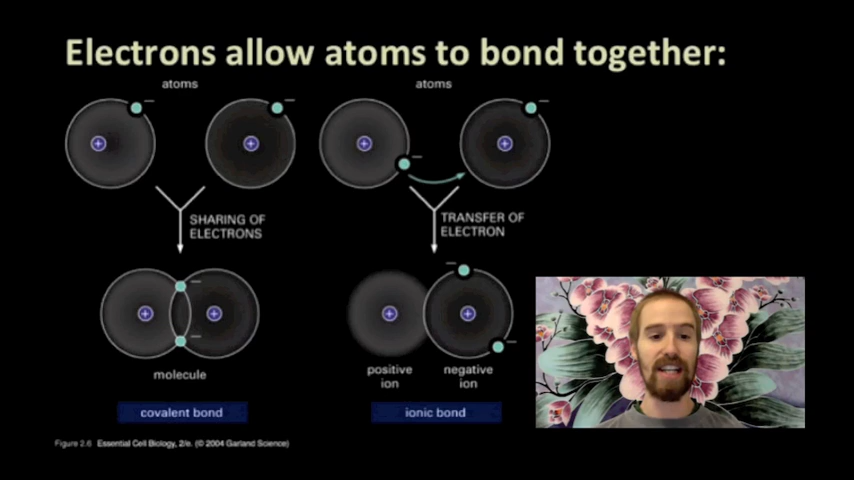 Electrons allow atoms to bond together:
atoms
atoms
SHARING OF
ELECTRONS
TRANSFER OF
ELECTRON
molecule
positive
ion
negative
ion
covalent bond
ionic bond
Figure 2.6 Essential Cell Biology, 2/e. (© 2004 Garland Science)